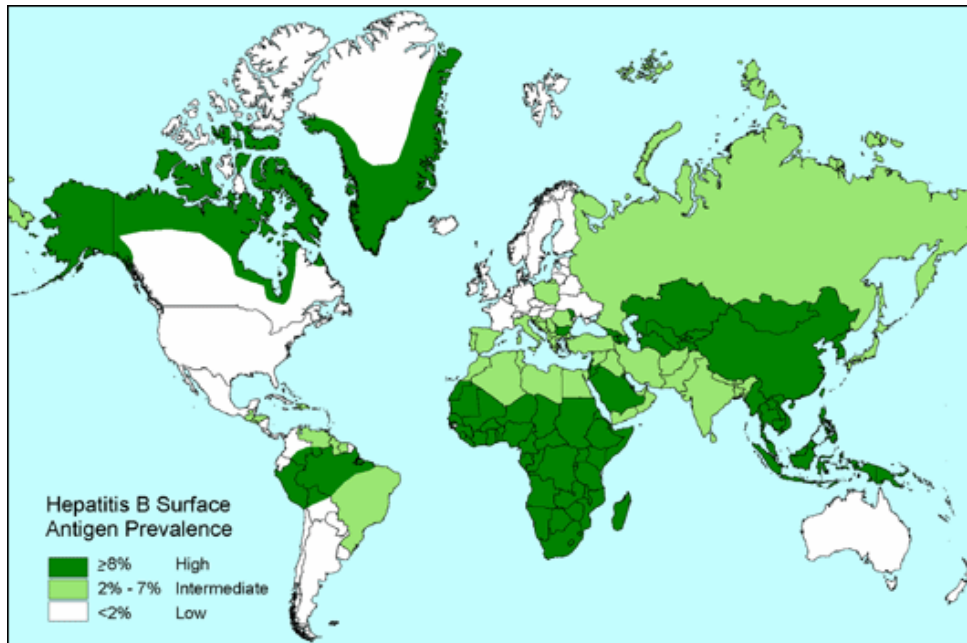 Hepatitis B Surface
Antigen Prevalence
≥8% High
2% - 7% Intermediate
<2% Low